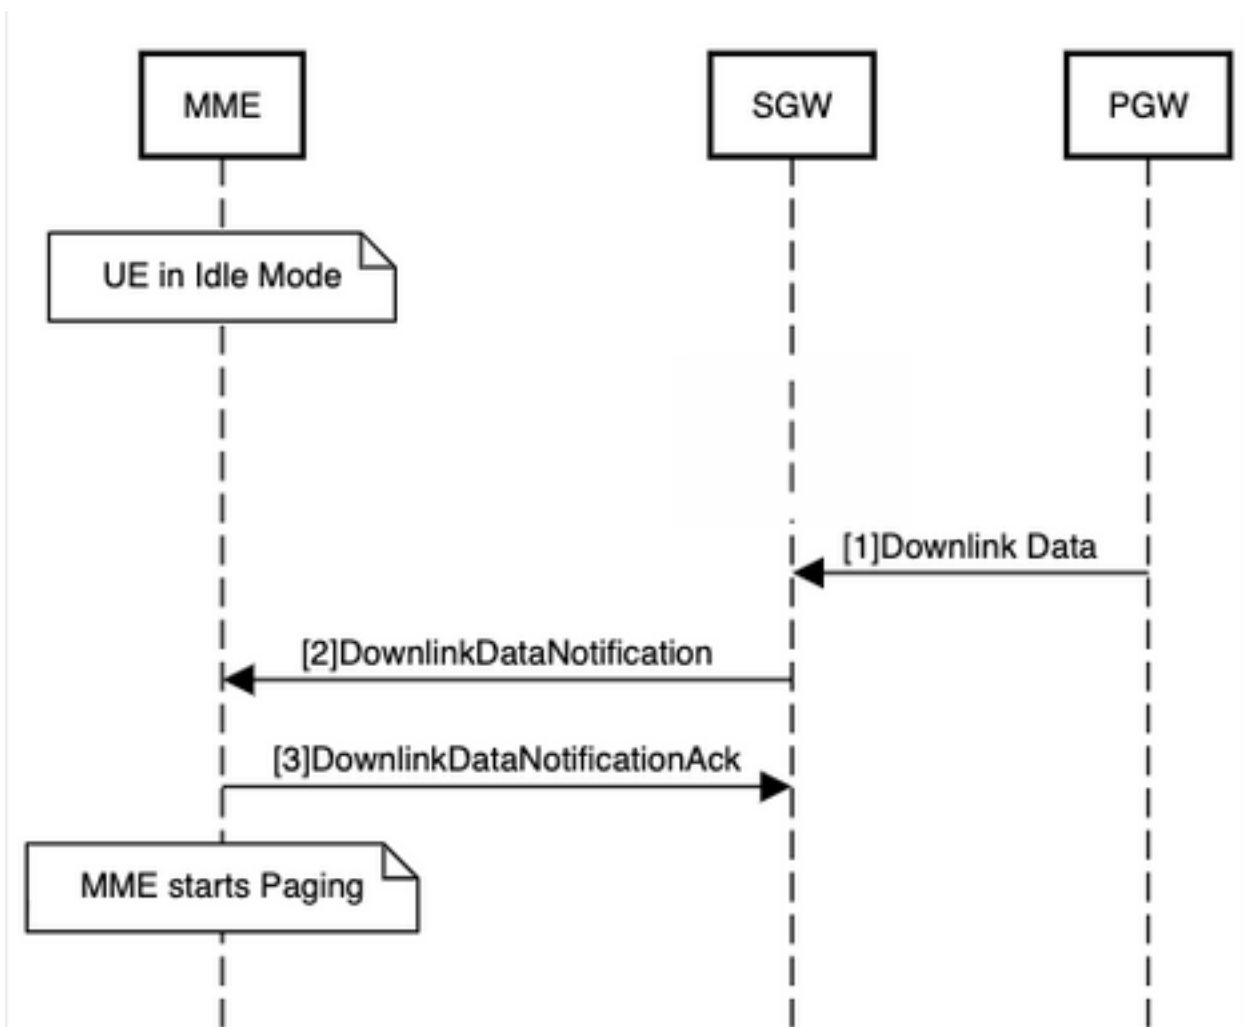 MME
SGW
PGW
UE in Idle Mode
[1]Downlink Data
[2]DownlinkDataNotification
[3]DownlinkDataNotificationAck
MME starts Paging